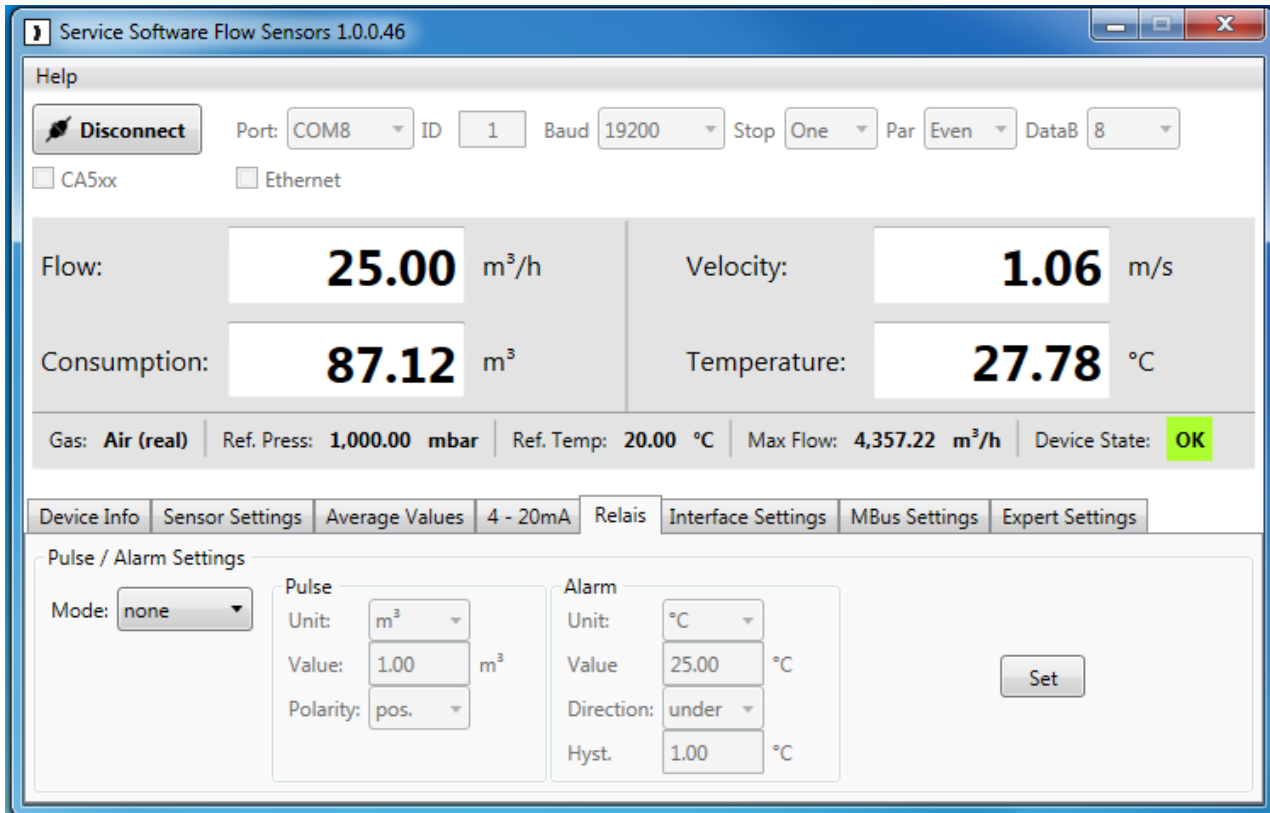 Service Software Flow Sensors 1.0.0.46
Help
Disconnect Port: COM8 ID 1 Baud 19200 Stop One Par Even DataB 8
CA5xx Ethernet
Flow: 25.00 m³/h Velocity: 1.06 m/s
Consumption: 87.12 m³ Temperature: 27.78 °C
Gas: Air (real) Ref. Press: 1,000.00 mbar Ref. Temp: 20.00 °C Max Flow: 4,357.22 m³/h Device State: OK
Device Info Sensor Settings Average Values 4 - 20mA Relais Interface Settings MBus Settings Expert Settings
Pulse / Alarm Settings
Mode: none
Pulse
Unit: m³
Value: 1.00 m³
Polarity: pos.
Alarm
Unit: °C
Value 25.00 °C
Direction: under
Hyst. 1.00 °C
Set